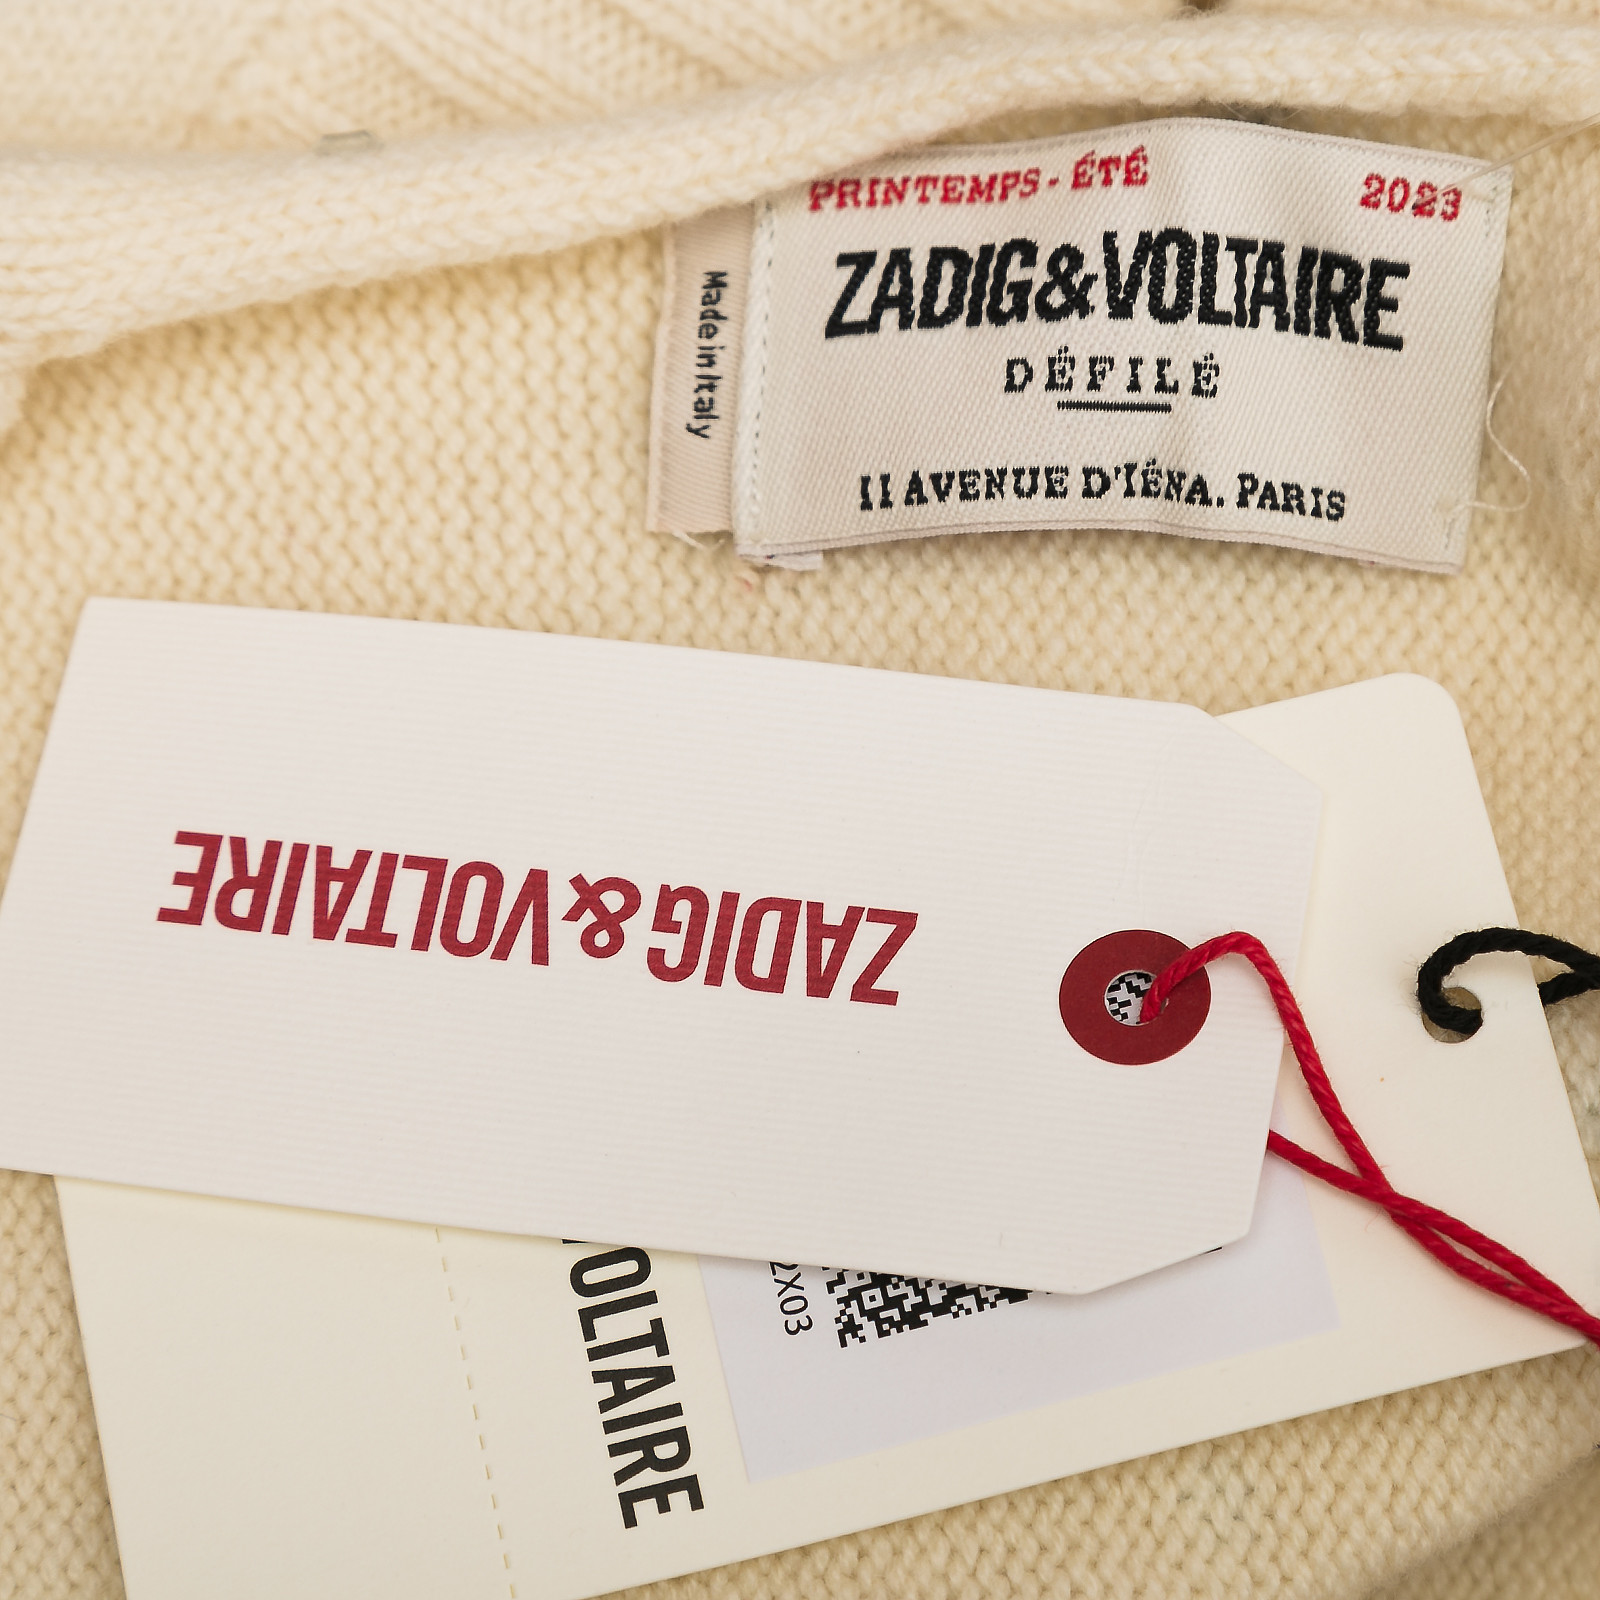 PRINTEMPS - ÉTÉ 2023
ZADIG&VOLTAIRE
DÉFILÉ
11 AVENUE D'IÉNA. PARIS
Made in Italy
ZADIG&VOLTAIRE
OLTAIRE
2X03